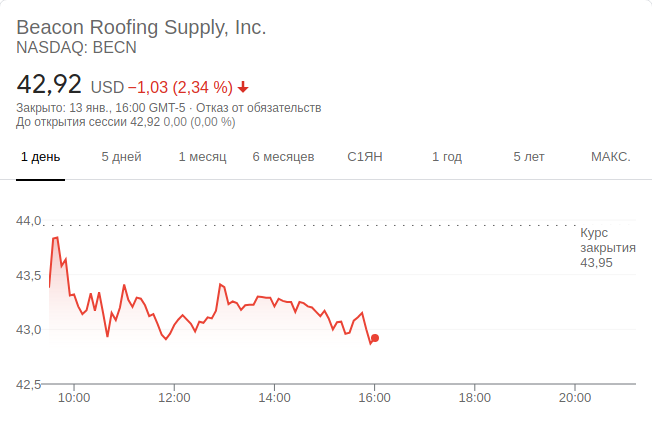 Beacon Roofing Supply, Inc.
NASDAQ: BECN
42,92 USD −1,03 (2,34 %)
Закрыто: 13 янв., 16:00 GMT-5 · Отказ от обязательств
До открытия сессии 42,92 0,00 (0,00 %)
1 день 5 дней 1 месяц 6 месяцев С1ЯН 1 год 5 лет МАКС.
44,0
Курс
закрытия
43,95
43,5
43,0
42,5
10:00 12:00 14:00 16:00 18:00 20:00